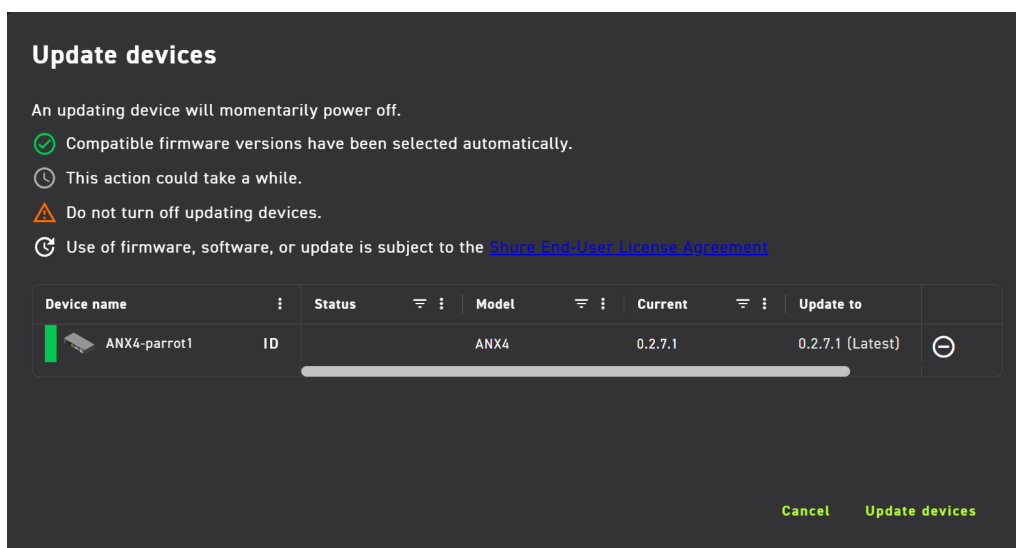 Update devices
An updating device will momentarily power off.
Compatible firmware versions have been selected automatically.
This action could take a while.
Do not turn off updating devices.
Use of firmware, software, or update is subject to the Shure End-User License Agreement
Device name Status Model Current Update to
ANX4-parrot1 ID ANX4 0.2.7.1 0.2.7.1 (Latest)
Cancel Update devices